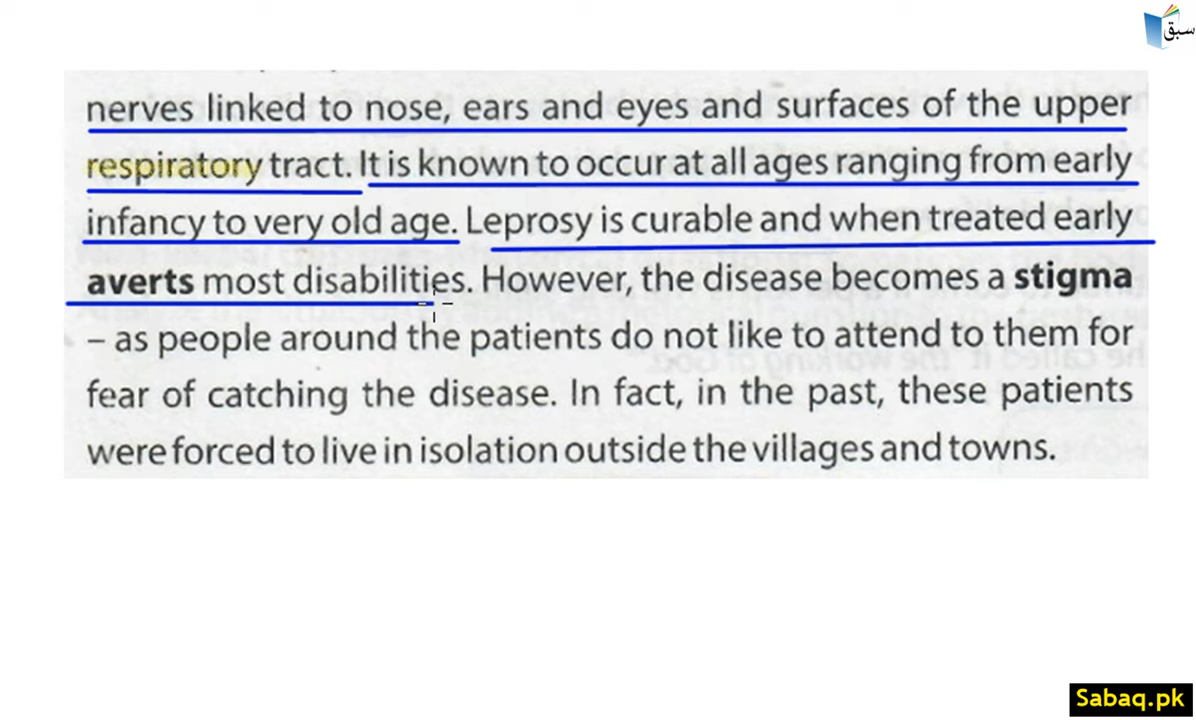 سبق
nerves linked to nose, ears and eyes and surfaces of the upper
respiratory tract. It is known to occur at all ages ranging from early
infancy to very old age. Leprosy is curable and when treated early
averts most disabilities. However, the disease becomes a stigma
– as people around the patients do not like to attend to them for
fear of catching the disease. In fact, in the past, these patients
were forced to live in isolation outside the villages and towns.
Sabaq.pk